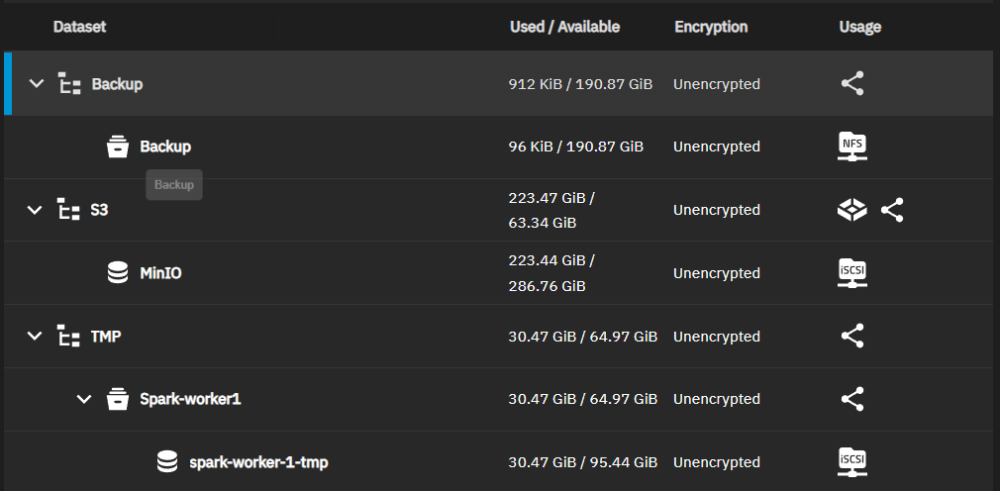 Dataset Used / Available Encryption Usage
Backup 912 KiB / 190.87 GiB Unencrypted
Backup 96 KiB / 190.87 GiB Unencrypted NFS
Backup
S3 223.47 GiB / 63.34 GiB Unencrypted
MinIO 223.44 GiB / 286.76 GiB Unencrypted iSCSI
TMP 30.47 GiB / 64.97 GiB Unencrypted
Spark-worker1 30.47 GiB / 64.97 GiB Unencrypted
spark-worker-1-tmp 30.47 GiB / 95.44 GiB Unencrypted iSCSI